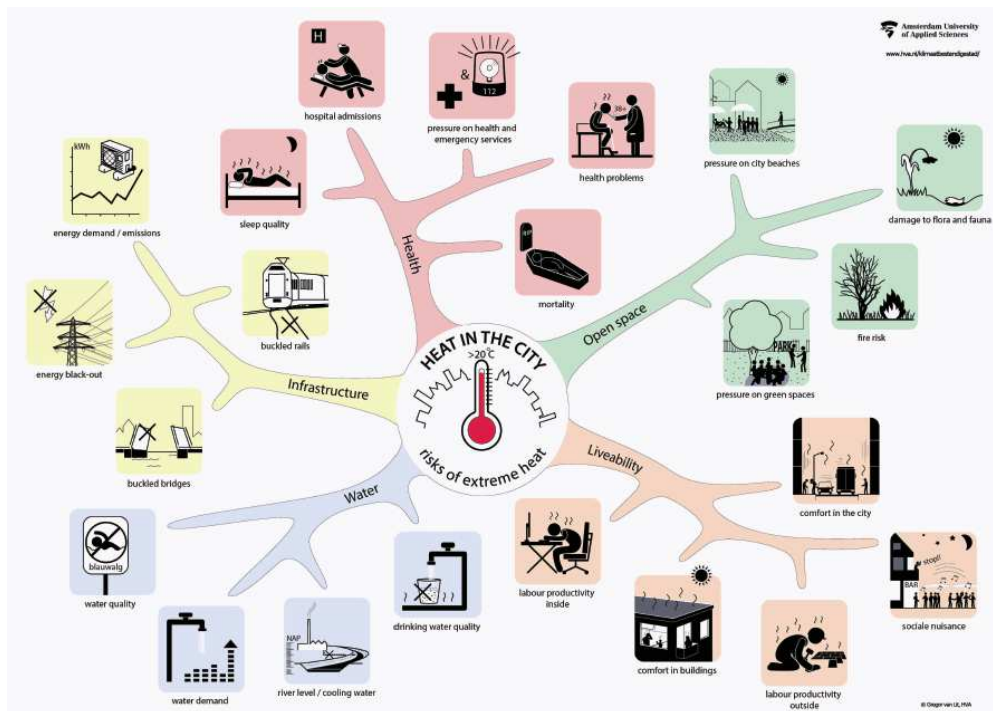 Amsterdam University
of Applied Sciences
www.hva.nl/klimaatbestendigestad/
H
hospital admissions
&
112
pressure on health and
emergency services
38+
health problems
sleep quality
mortality
Health
pressure on city beaches
damage to flora and fauna
fire risk
PARK
pressure on green spaces
Open space
kWh
energy demand / emissions
buckled rails
energy black-out
buckled bridges
Infrastructure
HEAT IN THE CITY
>20°C
risks of extreme heat
Water
blauwalg
water quality
water demand
NAP
river level / cooling water
drinking water quality
Liveability
comfort in the city
labour productivity
inside
comfort in buildings
labour productivity
outside
stop!!
BAR
sociale nuisance